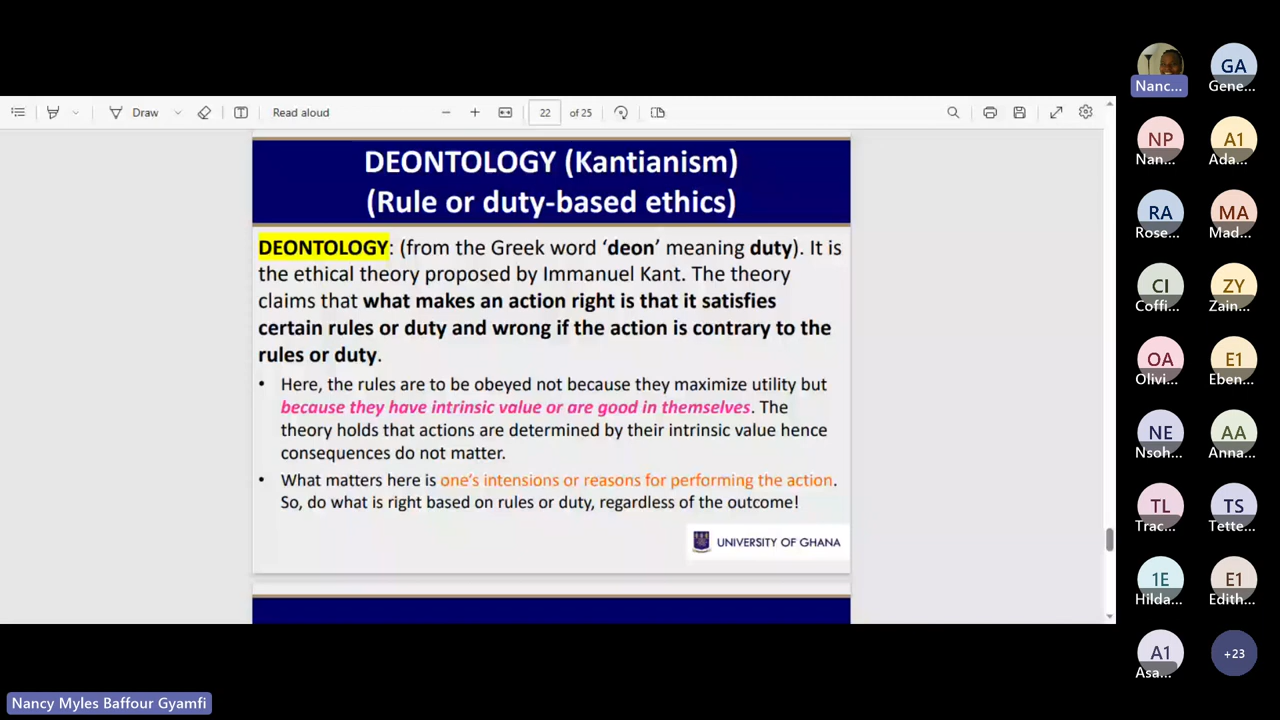 Read aloud
Draw
22
of 25
DEONTOLOGY (Kantianism)
(Rule or duty-based ethics)
DEONTOLOGY: (from the Greek word ‘deon’ meaning duty). It is
the ethical theory proposed by Immanuel Kant. The theory
claims that what makes an action right is that it satisfies
certain rules or duty and wrong if the action is contrary to the
rules or duty.
• Here, the rules are to be obeyed not because they maximize utility but
because they have intrinsic value or are good in themselves. The
theory holds that actions are determined by their intrinsic value hence
consequences do not matter.
• What matters here is one’s intensions or reasons for performing the action.
So, do what is right based on rules or duty, regardless of the outcome!
UNIVERSITY OF GHANA
Nanc...
GA
Gene...
NP
Nan...
A1
Ada...
RA
Rose...
MA
Mad...
CI
Coffi...
ZY
Zain...
OA
Olivi...
E1
Eben...
NE
Nsoh...
AA
Anna...
TL
Trac...
TS
Tette...
1E
Hilda...
E1
Edith...
A1
Asa...
+23
Nancy Myles Baffour Gyamfi